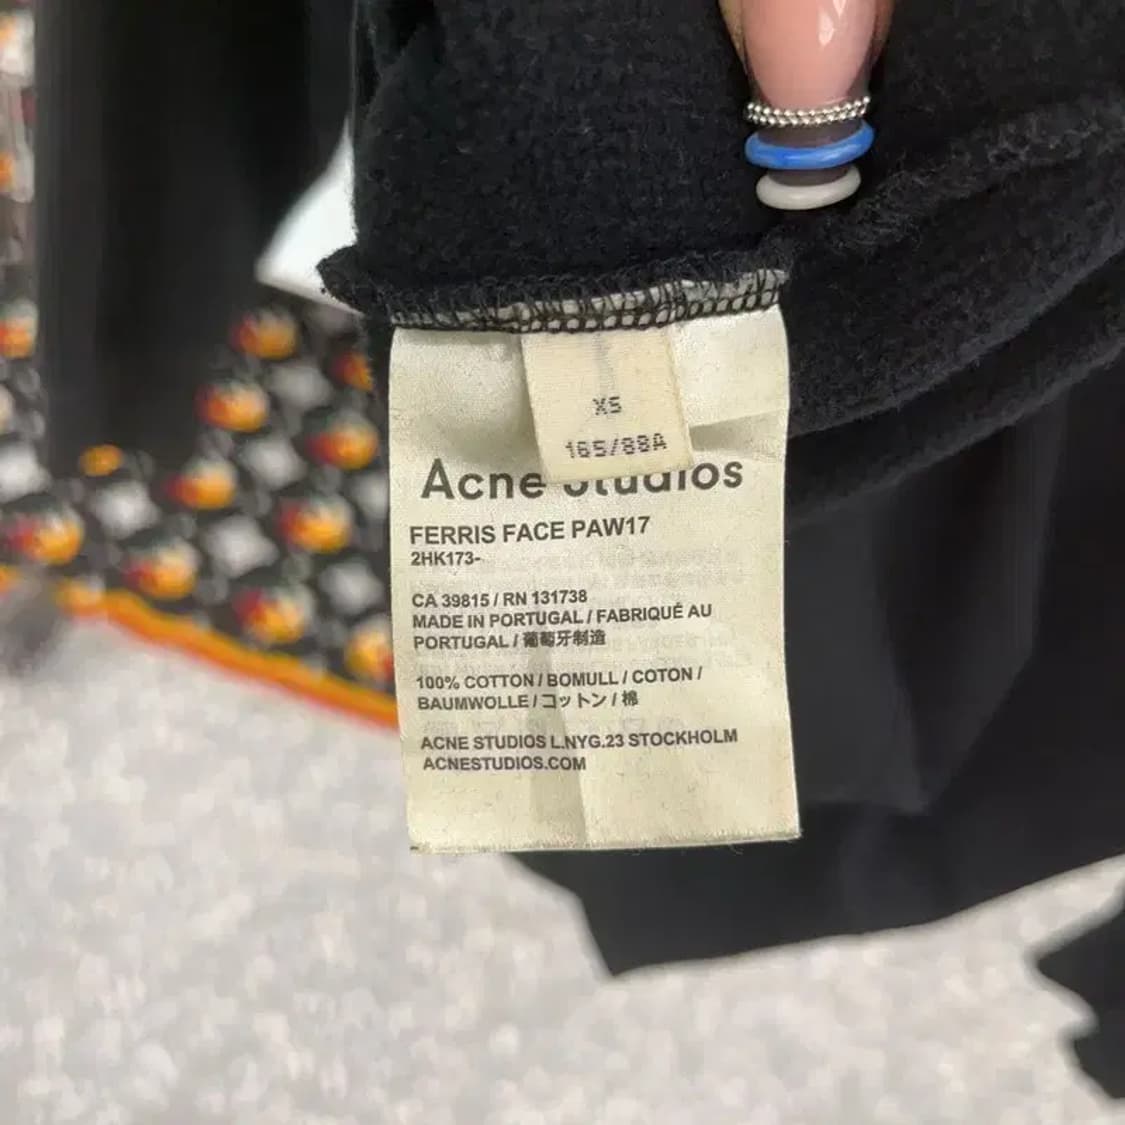 XS
165/88A
Acne Studios
FERRIS FACE PAW17
2HK173-
CA 39815 / RN 131738
MADE IN PORTUGAL / FABRIQUÉ AU
PORTUGAL / 葡萄牙制造
100% COTTON / BOMULL / COTON /
BAUMWOLLE / コットン / 棉
ACNE STUDIOS L.NYG.23 STOCKHOLM
ACNESTUDIOS.COM